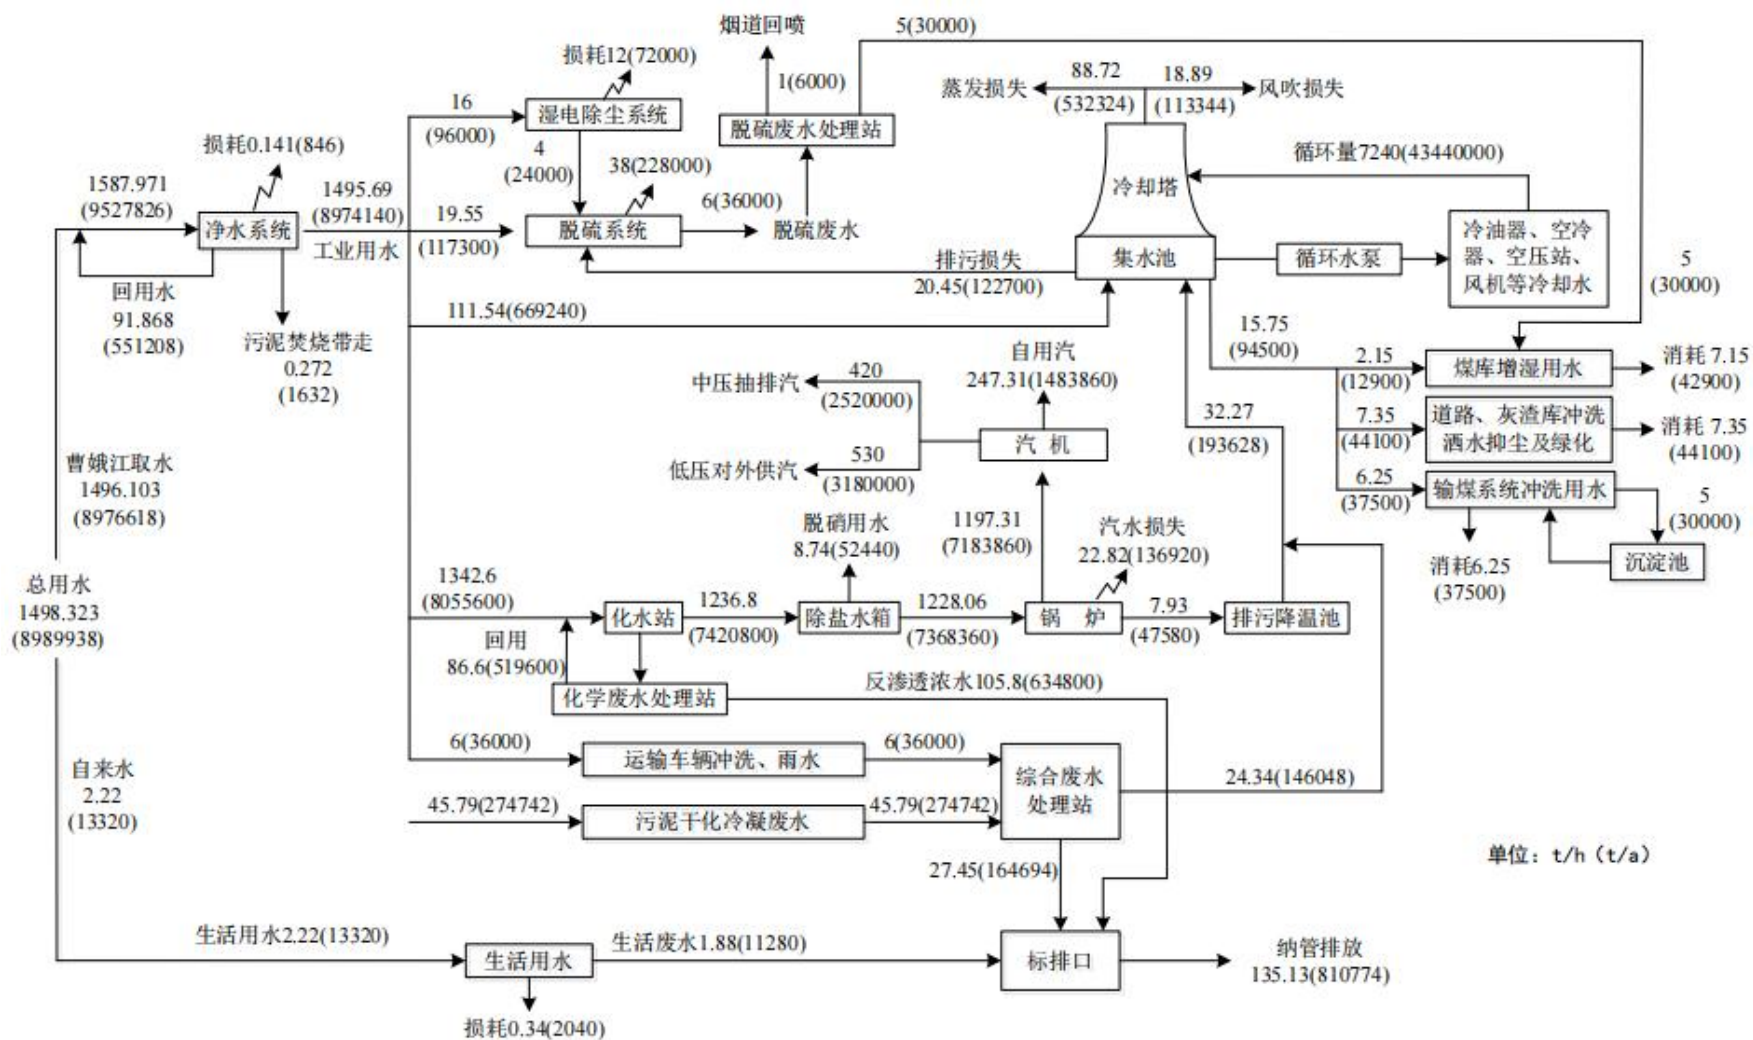 烟道回喷
5(30000)
损耗12(72000)
1(6000)
88.72
18.89
蒸发损失
风吹损失
(532324)
(113344)
16
(96000)
湿电除尘系统
脱硫废水处理站
损耗0.141(846)
4
(24000)
38(228000)
循环量7240(43440000)
冷却塔
1587.971
(9527826)
1495.69
(8974140)
19.55
(117300)
6(36000)
净水系统
工业用水
脱硫系统
脱硫废水
冷油器、空冷
器、空压站、
风机等冷却水
集水池
循环水泵
排污损失
20.45(122700)
5
(30000)
回用水
91.868
(551208)
111.54(669240)
污泥焚烧带走
0.272
(1632)
15.75
(94500)
2.15
(12900)
煤库增湿用水
消耗 7.15
(42900)
自用汽
247.31(1483860)
中压抽排汽
420
(2520000)
32.27
(193628)
7.35
(44100)
道路、灰渣库冲洗
洒水抑尘及绿化
消耗 7.35
(44100)
汽 机
低压对外供汽
530
(3180000)
曹娥江取水
1496.103
(8976618)
6.25
(37500)
输煤系统冲洗用水
5
(30000)
脱硝用水
8.74(52440)
1197.31
(7183860)
汽水损失
22.82(136920)
消耗6.25
(37500)
沉淀池
总用水
1498.323
(8989938)
1342.6
(8055600)
化水站
1236.8
(7420800)
除盐水箱
1228.06
(7368360)
锅 炉
7.93
(47580)
排污降温池
回用
86.6(519600)
化学废水处理站
反渗透浓水105.8(634800)
6(36000)
运输车辆冲洗、雨水
6(36000)
综合废水
处理站
24.34(146048)
自来水
2.22
(13320)
45.79(274742)
污泥干化冷凝废水
45.79(274742)
单位：t/h（t/a）
27.45(164694)
生活用水2.22(13320)
生活用水
生活废水1.88(11280)
标排口
纳管排放
135.13(810774)
损耗0.34(2040)